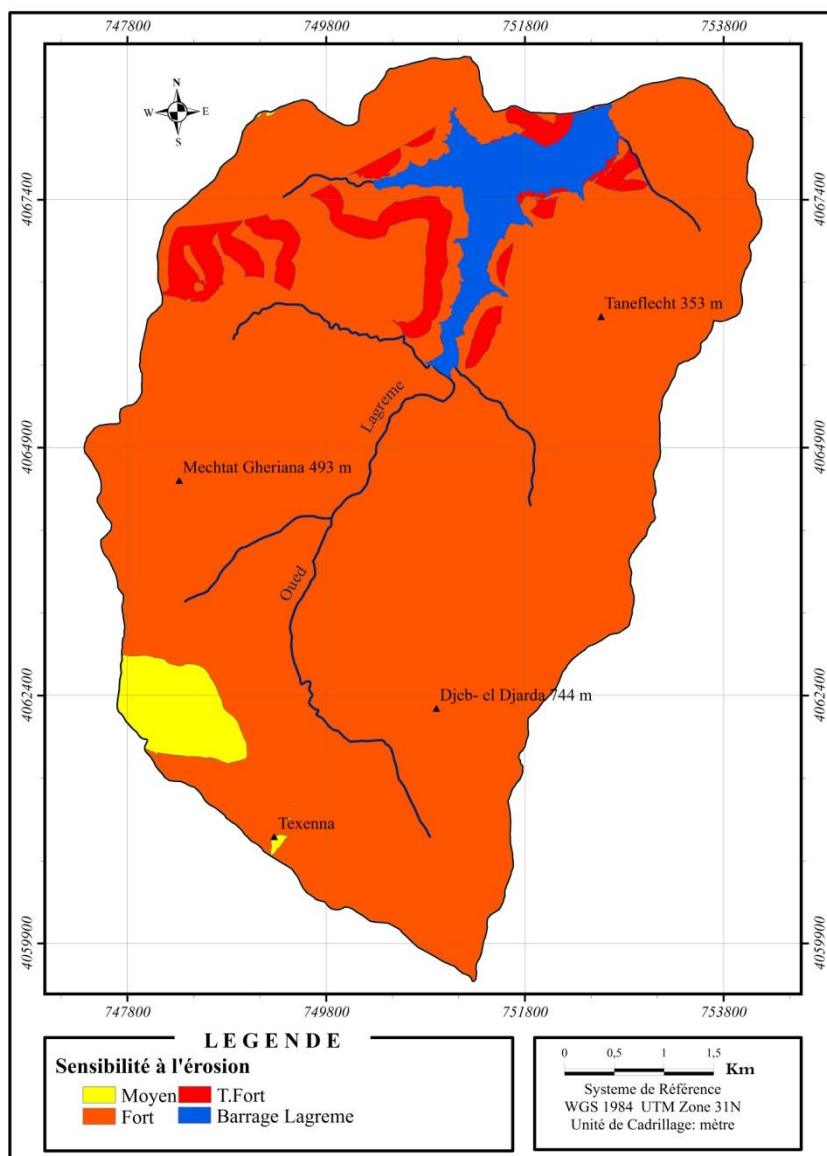 747800 749800 751800 753800
N
W E
S
4067400 4067400
Taneflecht 353 m
Lagreme
4064900 4064900
Mechtat Gheriana 493 m
Oued
4062400 4062400
Djeb- el Djarda 744 m
Texenna
4059900 4059900
747800 749800 751800 753800
LEGENDE
Sensibilité à l'érosion
Moyen T.Fort
Fort Barrage Lagreme
0 0,5 1 1,5
Km
Systeme de Référence
WGS 1984 UTM Zone 31N
Unité de Cadrillage: mètre